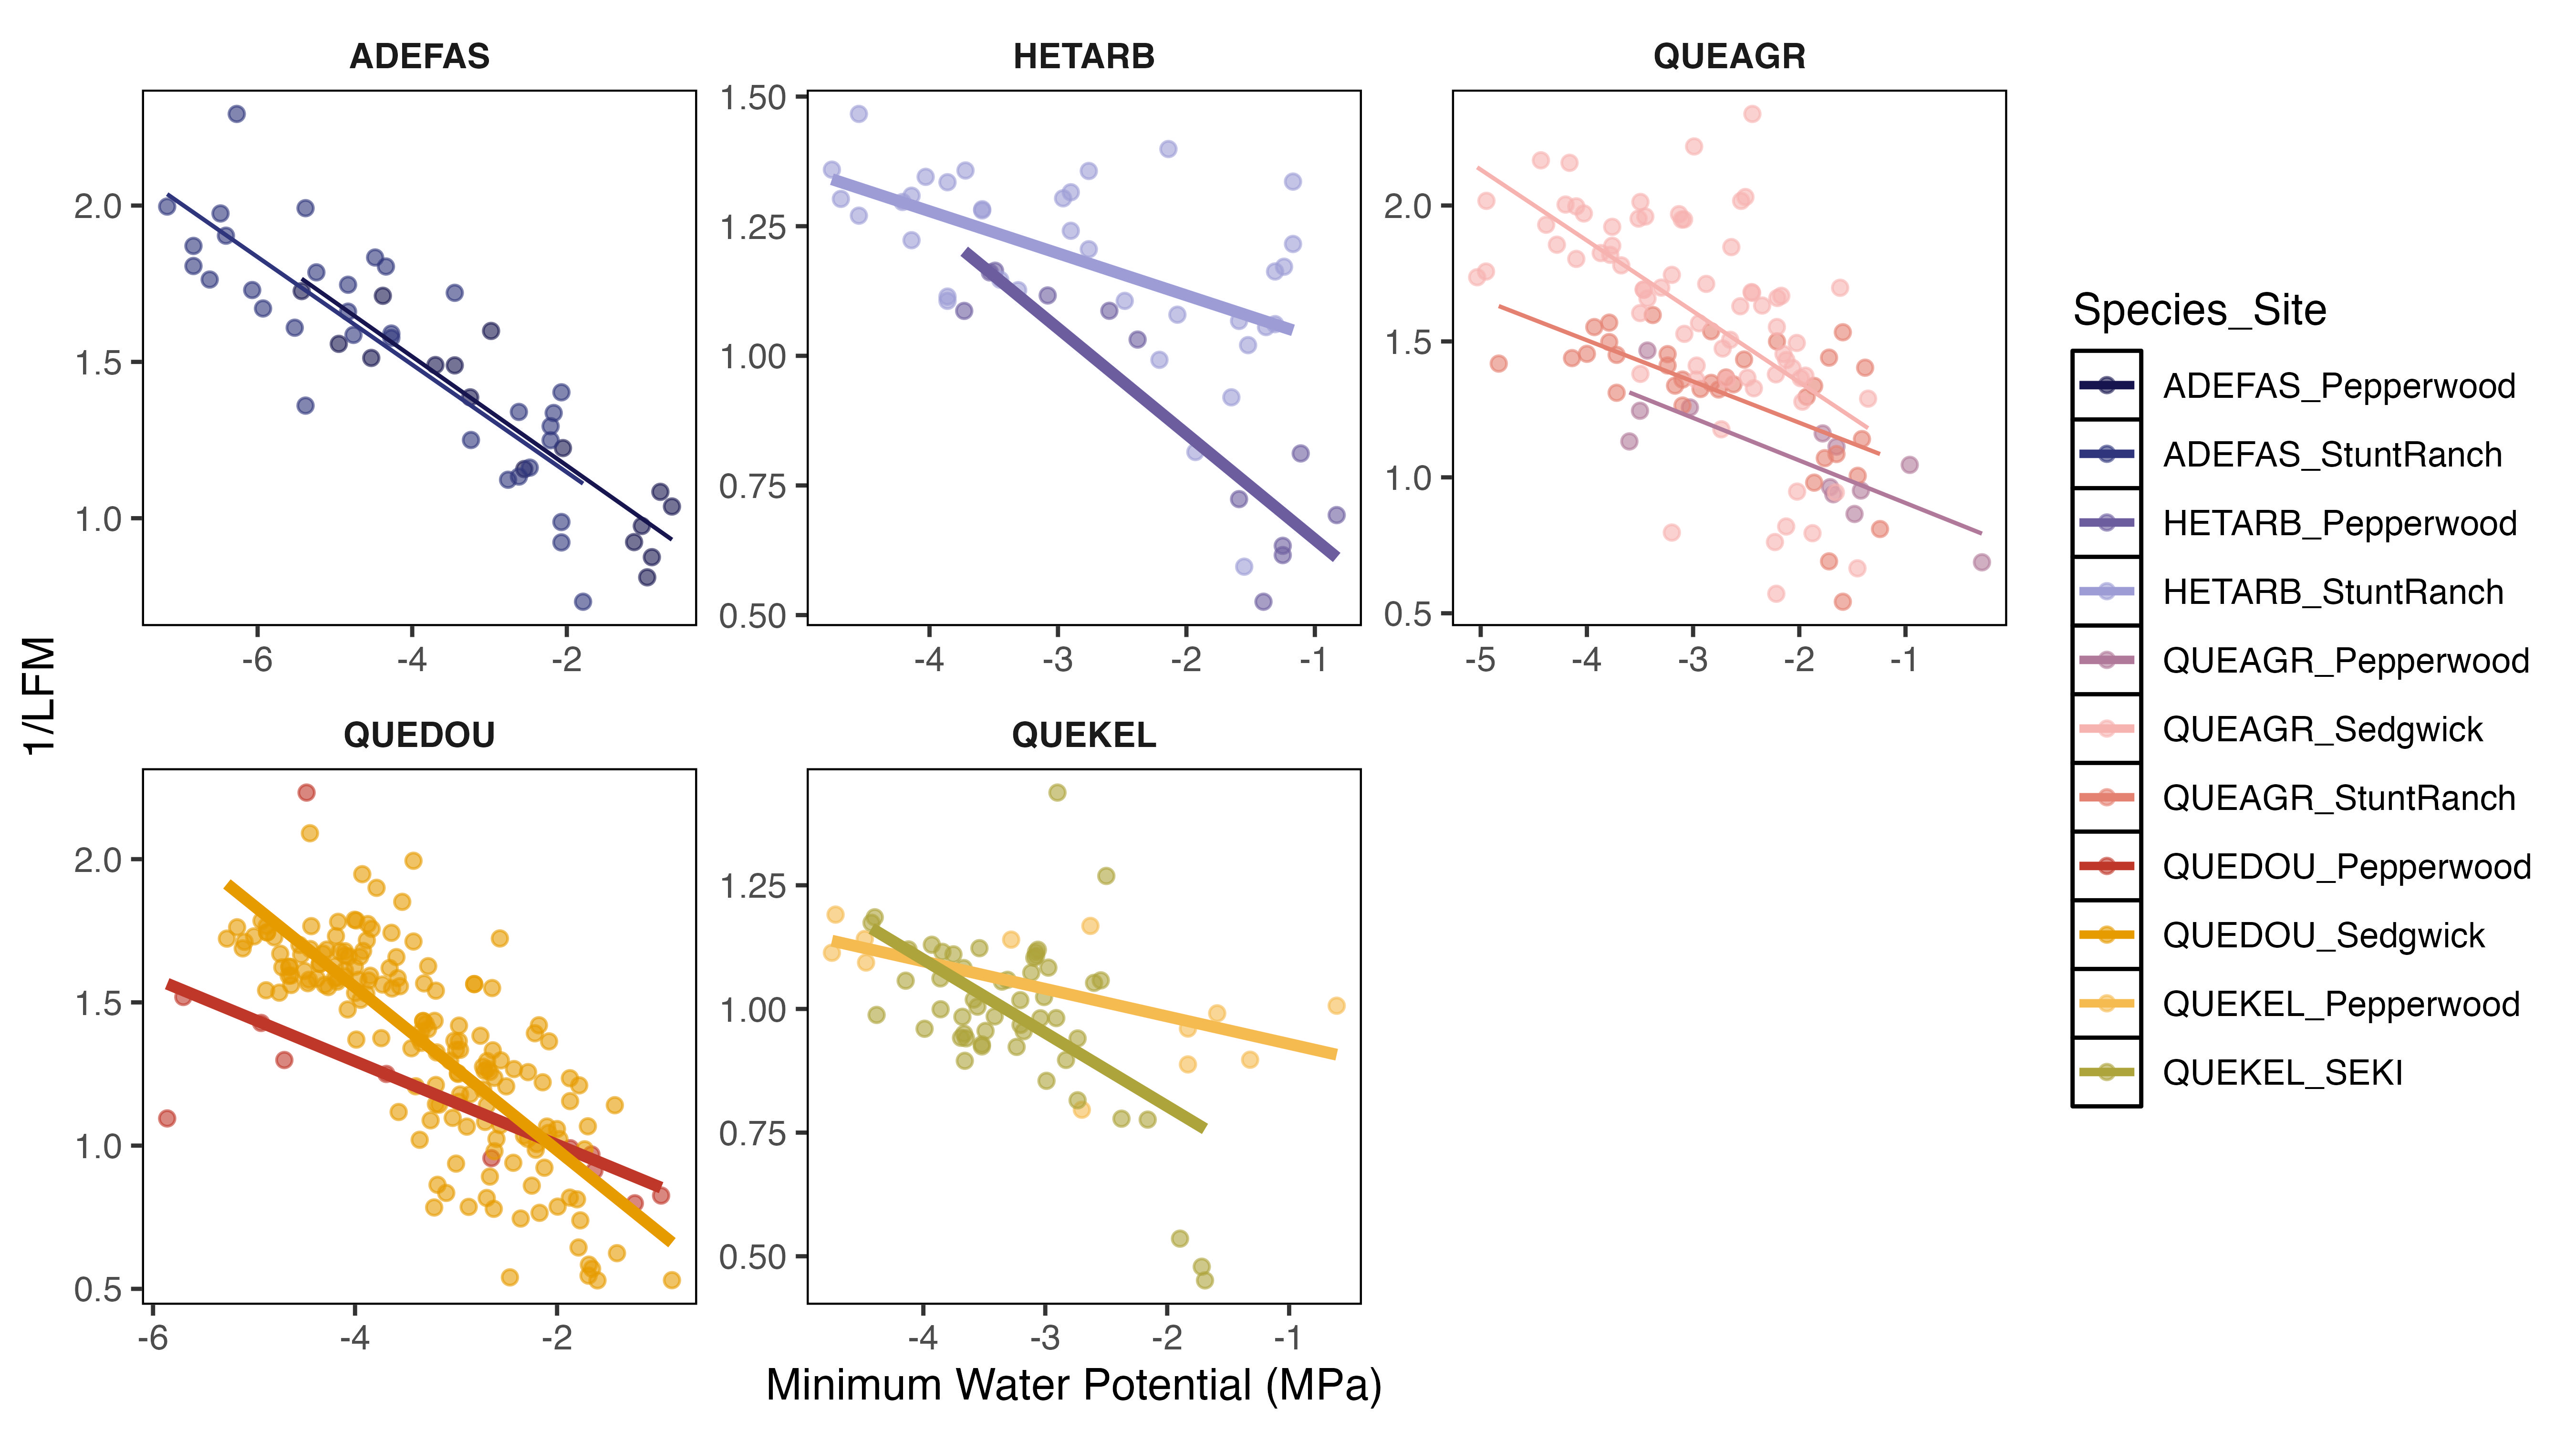 ADEFAS
HETARB
QUEAGR
2.0
1.5
1.0
-6
-4
-2
1.50
1.25
1.00
0.75
0.50
-4
-3
-2
-1
2.0
1.5
1.0
0.5
-5
-4
-3
-2
-1
1/LFM
QUEDOU
QUEKEL
2.0
1.5
1.0
0.5
-6
-4
-2
1.25
1.00
0.75
0.50
-4
-3
-2
-1
Minimum Water Potential (MPa)
Species_Site
ADEFAS_Pepperwood
ADEFAS_StuntRanch
HETARB_Pepperwood
HETARB_StuntRanch
QUEAGR_Pepperwood
QUEAGR_Sedgwick
QUEAGR_StuntRanch
QUEDOU_Pepperwood
QUEDOU_Sedgwick
QUEKEL_Pepperwood
QUEKEL_SEKI